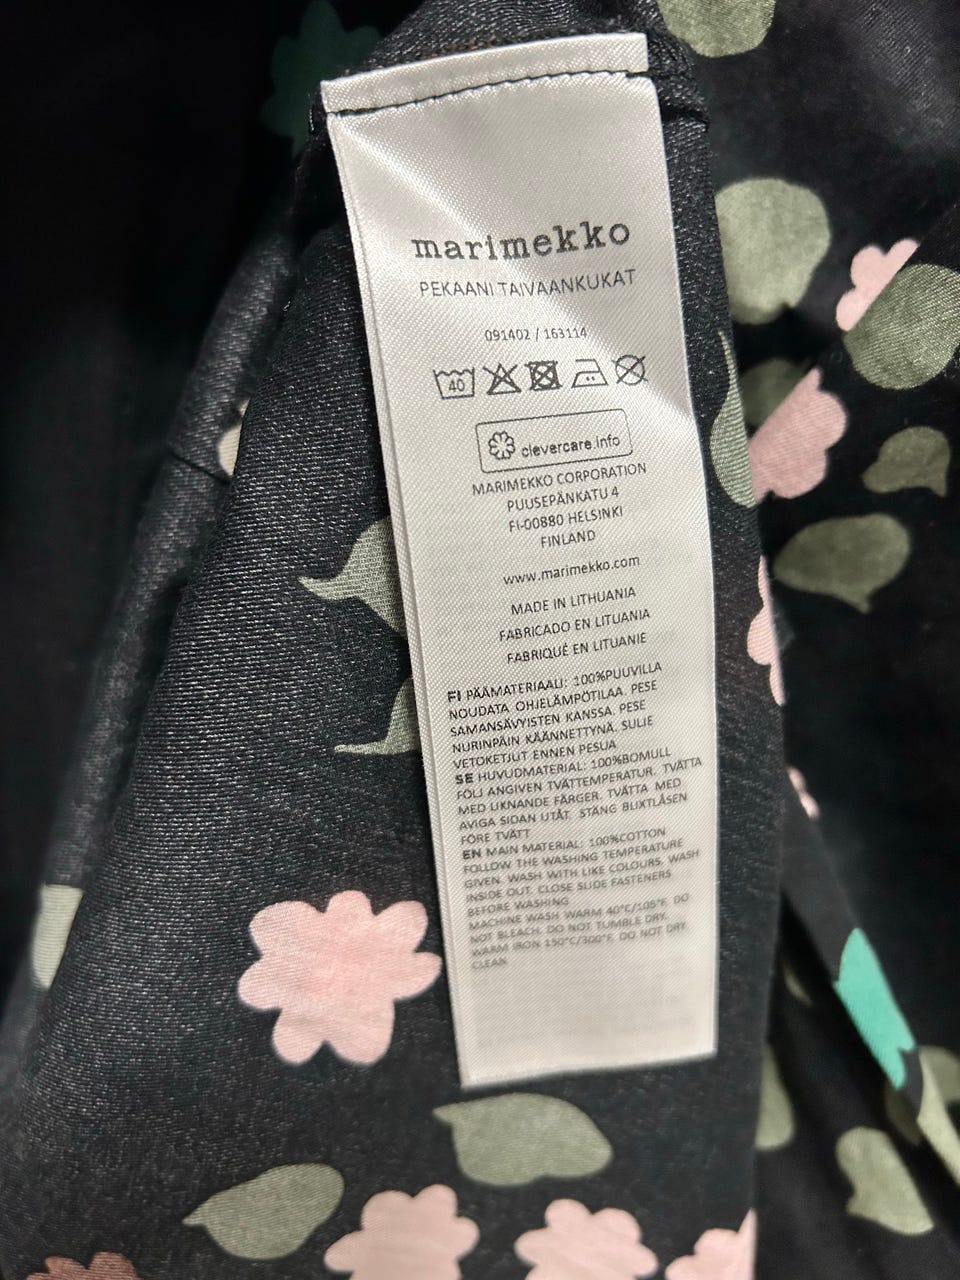 marimekko
PEKAANI TAIVAANKUKAT
091402 / 163114
40
clevercare.info
MARIMEKKO CORPORATION
PUUSEPÄNKATU 4
FI-00880 HELSINKI
FINLAND
www.marimekko.com
MADE IN LITHUANIA
FABRICADO EN LITUANIA
FABRIQUÉ EN LITUANIE
FI PÄÄMATERIAALI: 100%PUUVILLA
NOUDATA OHJELÄMPÖTILAA. PESE
SAMANSÄVYISTEN KANSSA. PESE
NURINPÄIN KÄÄNNETTYNÄ. SULJE
VETOKETJUT ENNEN PESUA
SE HUVUDMATERIAL: 100%BOMULL
FÖLJ ANGIVEN TVÄTTEMPERATUR. TVÄTTA
MED LIKNANDE FÄRGER. TVÄTTA MED
AVIGA SIDAN UTÅT. STÄNG BLIXTLÅSEN
FÖRE TVÄTT
EN MAIN MATERIAL: 100%COTTON
FOLLOW THE WASHING TEMPERATURE
GIVEN. WASH WITH LIKE COLOURS. WASH
INSIDE OUT. CLOSE SLIDE FASTENERS
BEFORE WASHING
MACHINE WASH WARM 40°C/105°F. DO
NOT BLEACH. DO NOT TUMBLE DRY.
WARM IRON 150°C/300°F. DO NOT DRY
CLEAN